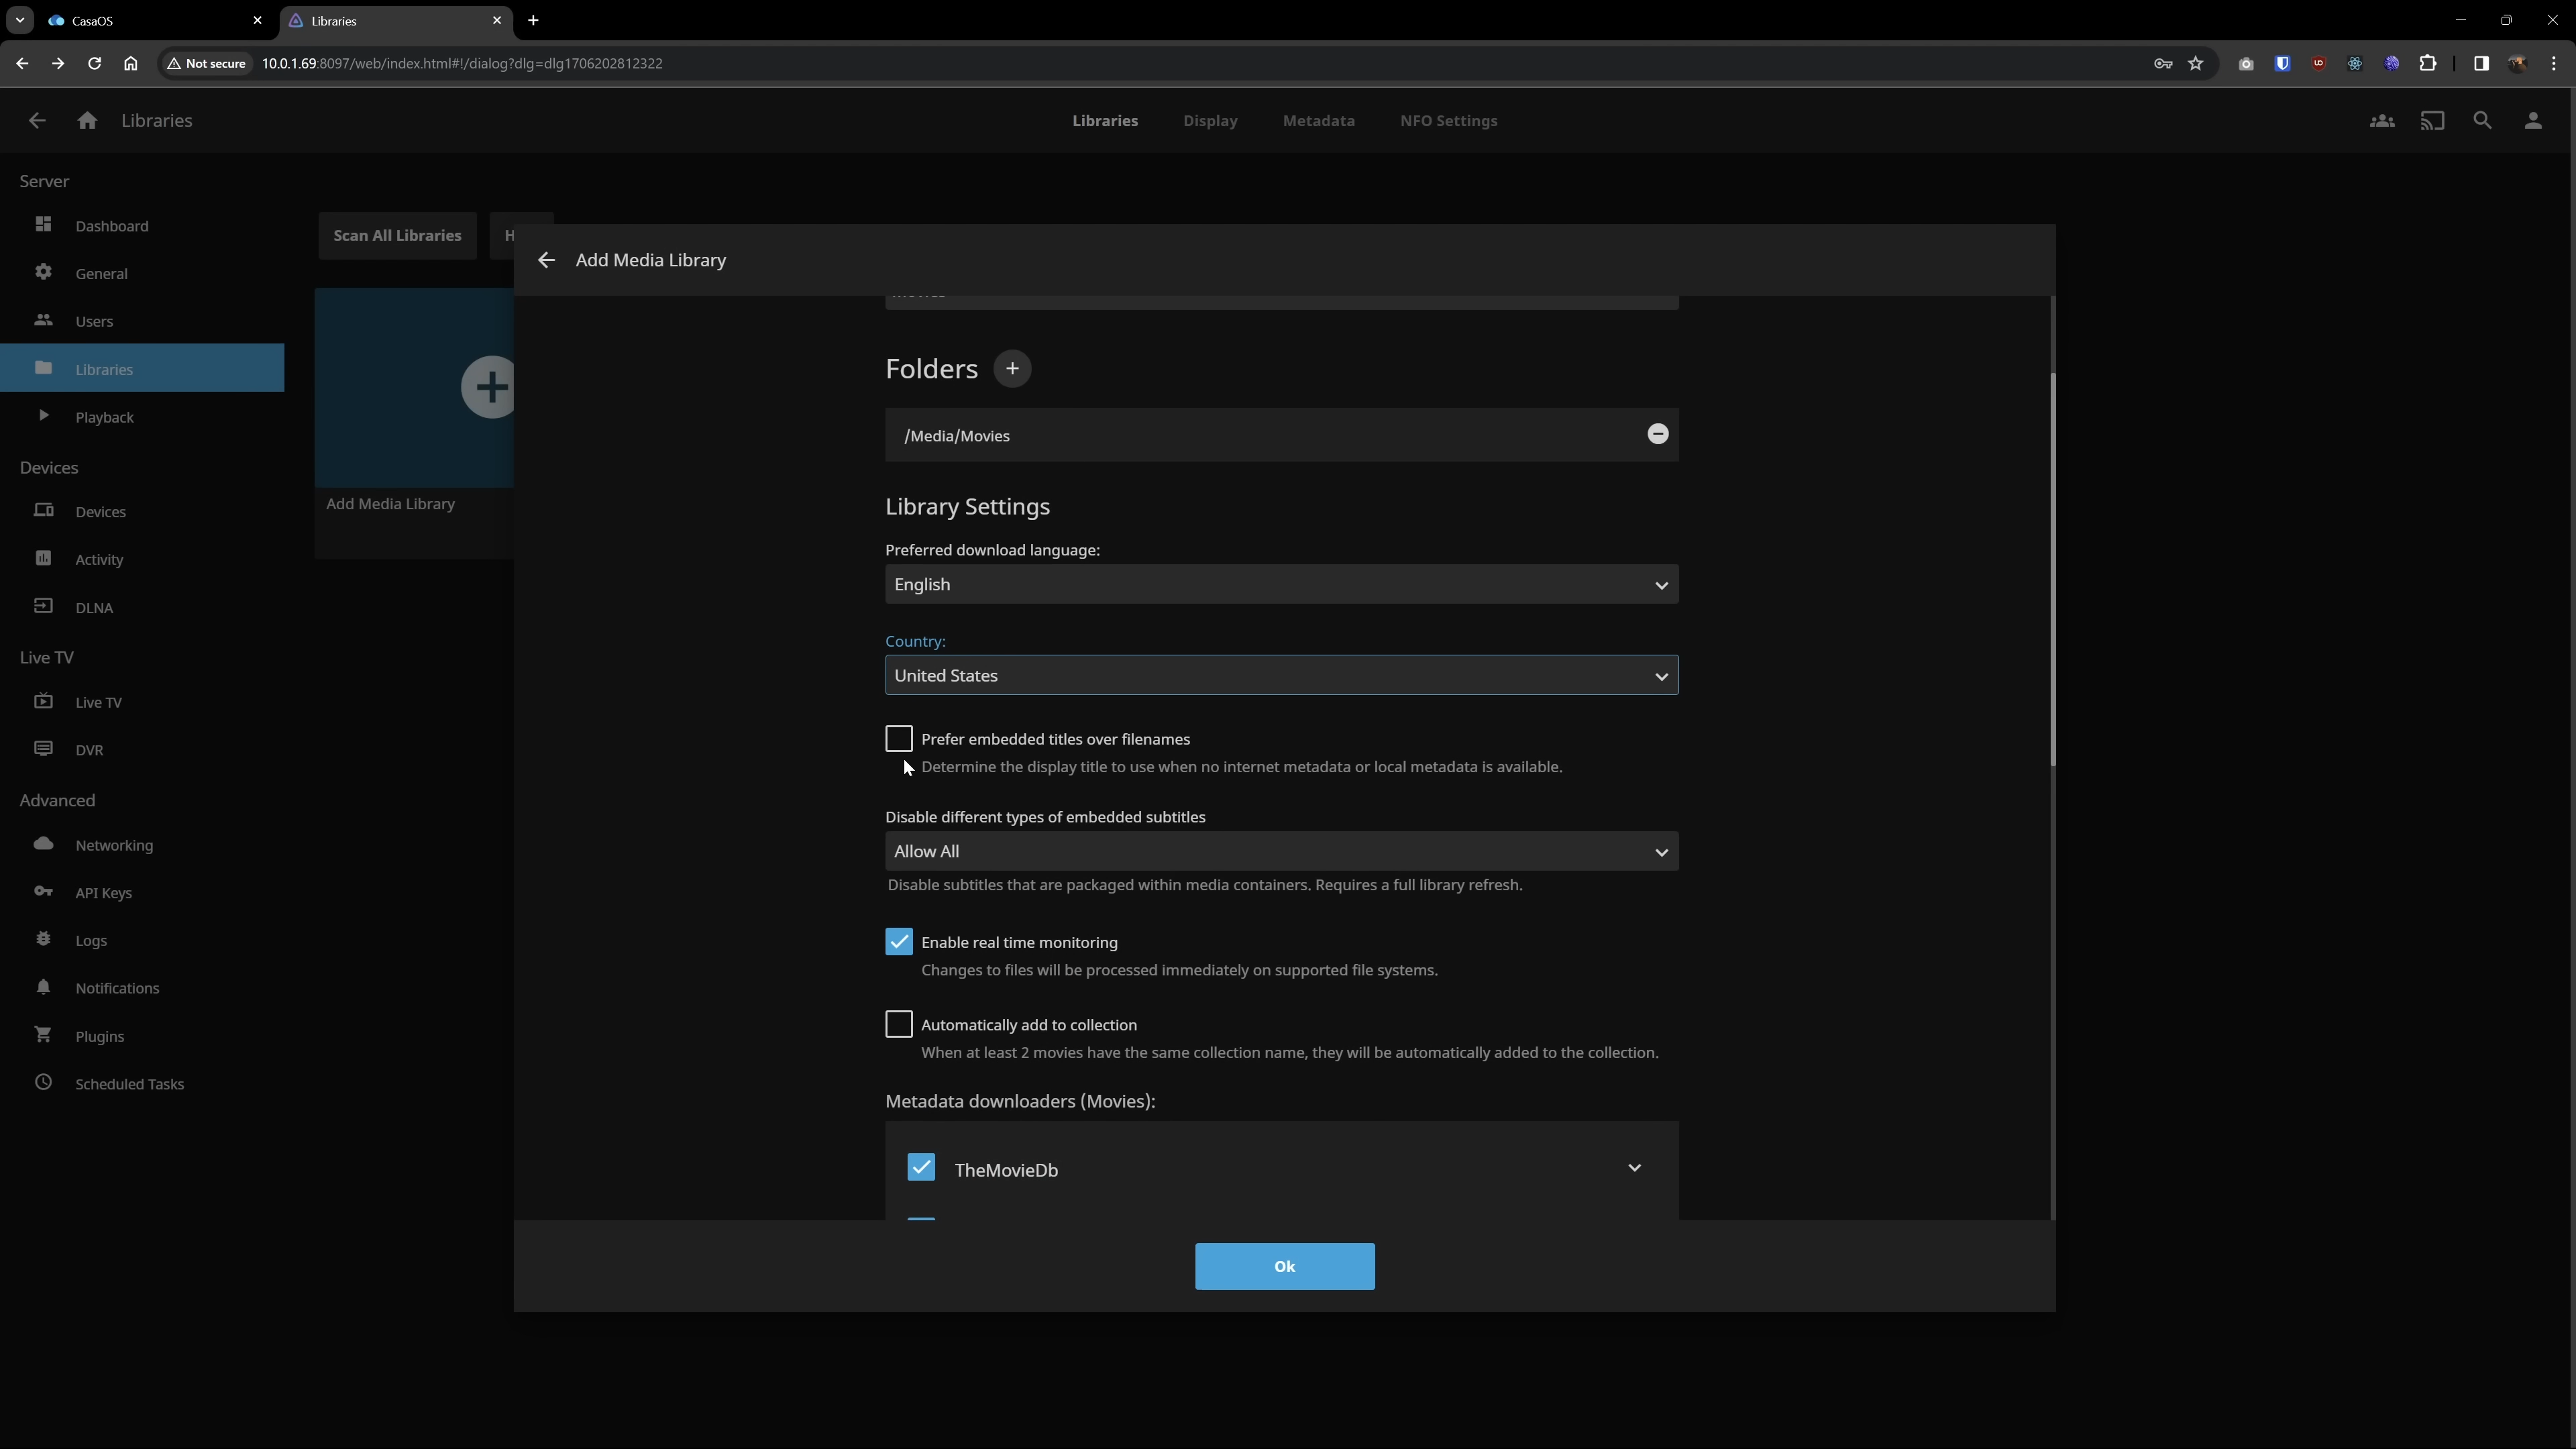 CasaOS
Libraries
Not secure
10.0.1.69:8097/web/index.html#!/dialog?dlg=dlg1706202812322
Libraries
Libraries
Display
Metadata
NFO Settings
Server
Dashboard
General
Users
Libraries
Playback
Devices
Devices
Activity
DLNA
Live TV
Live TV
DVR
Advanced
Networking
API Keys
Logs
Notifications
Plugins
Scheduled Tasks
Scan All Libraries
Add Media Library
Add Media Library
Folders
/Media/Movies
Library Settings
Preferred download language:
English
Country:
United States
Prefer embedded titles over filenames
Determine the display title to use when no internet metadata or local metadata is available.
Disable different types of embedded subtitles
Allow All
Disable subtitles that are packaged within media containers. Requires a full library refresh.
Enable real time monitoring
Changes to files will be processed immediately on supported file systems.
Automatically add to collection
When at least 2 movies have the same collection name, they will be automatically added to the collection.
Metadata downloaders (Movies):
TheMovieDb
Ok